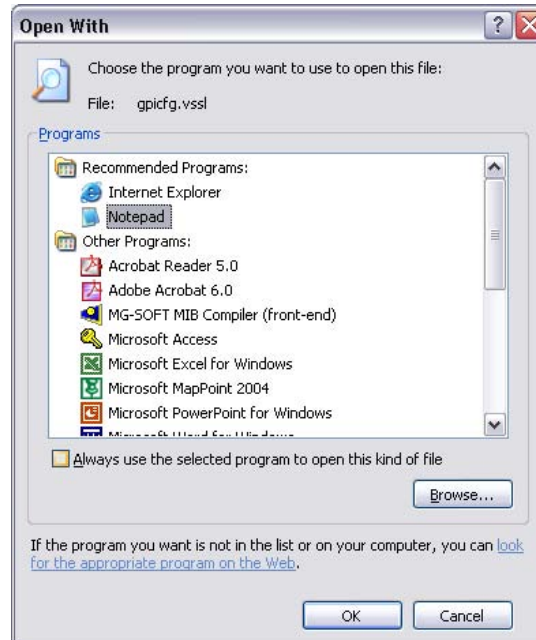 Open With
Choose the program you want to use to open this file:
File: gpicfg.vssl
Programs
Recommended Programs:
Internet Explorer
Notepad
Other Programs:
Acrobat Reader 5.0
Adobe Acrobat 6.0
MG-SOFT MIB Compiler (front-end)
Microsoft Access
Microsoft Excel for Windows
Microsoft MapPoint 2004
Microsoft PowerPoint for Windows
Microsoft Word for Windows
Always use the selected program to open this kind of file
Browse...
If the program you want is not in the list or on your computer, you can look
for the appropriate program on the Web.
OK Cancel